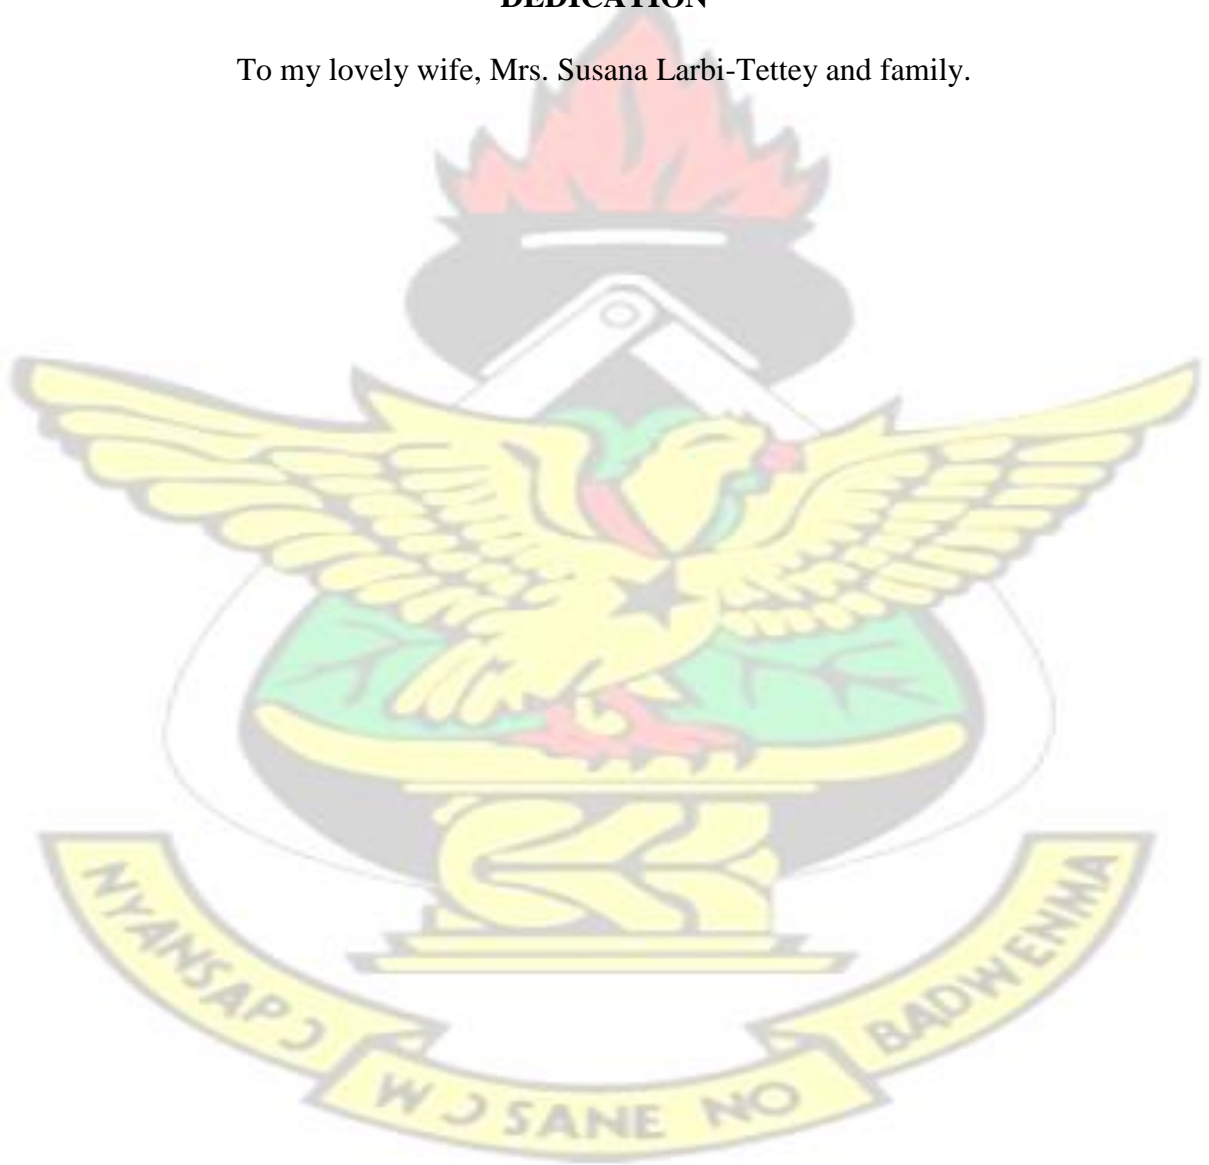 DEDICATION
To my lovely wife, Mrs. Susana Larbi-Tettey and family.
NYANSAPƆ
WƆSANE NO
BADWENMA